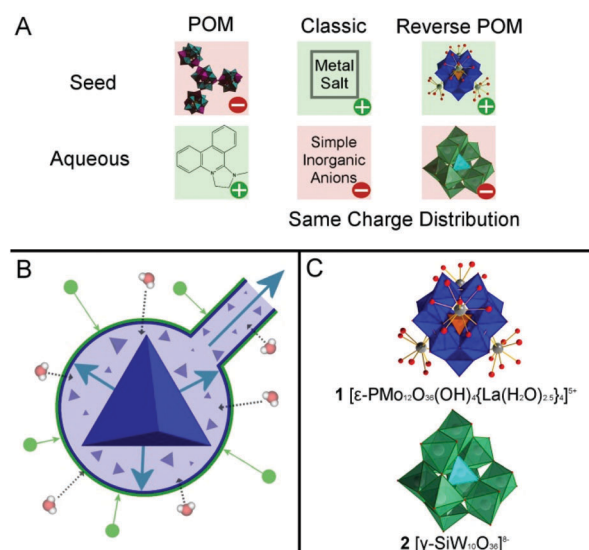 A
POM
Classic
Reverse POM
Seed
Metal
Salt
Aqueous
Simple
Inorganic
Anions
Same Charge Distribution
B
C
1 [ε-PMo₁₂O₃₆(OH)₄{La(H₂O)₂.₅}₄]⁵⁺
2 [γ-SiW₁₀O₃₆]⁸⁻